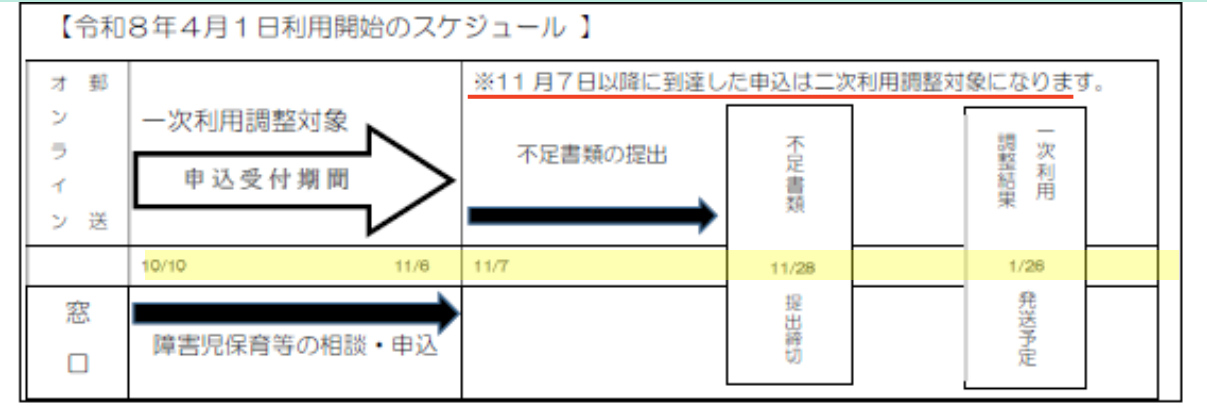 【令和8年4月1日利用開始のスケジュール 】
オンライン
郵送
一次利用調整対象
申込受付期間
※11月7日以降に到達した申込は二次利用調整対象になります。
不足書類の提出
不足書類
一次利用
調整結果
10/10
11/6
11/7
11/28
1/26
窓口
障害児保育等の相談・申込
提出締切
発送予定